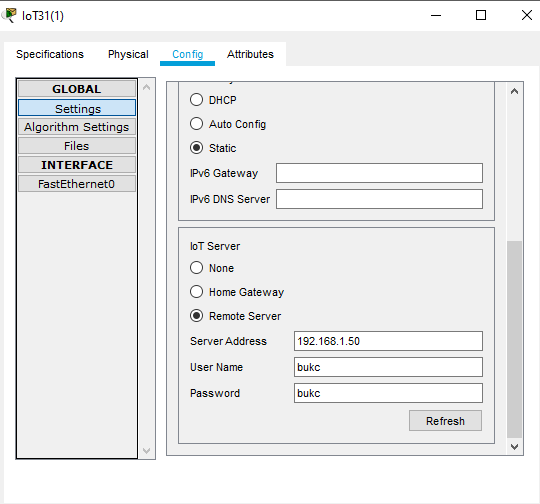 IoT31(1)
Specifications Physical Config Attributes
GLOBAL
Settings
Algorithm Settings
Files
INTERFACE
FastEthernet0
DHCP
Auto Config
Static
IPv6 Gateway
IPv6 DNS Server
IoT Server
None
Home Gateway
Remote Server
Server Address 192.168.1.50
User Name bukc
Password bukc
Refresh